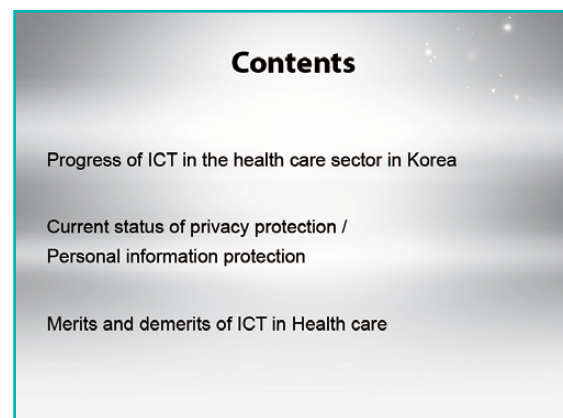 Contents
Progress of ICT in the health care sector in Korea
Current status of privacy protection /
Personal information protection
Merits and demerits of ICT in Health care